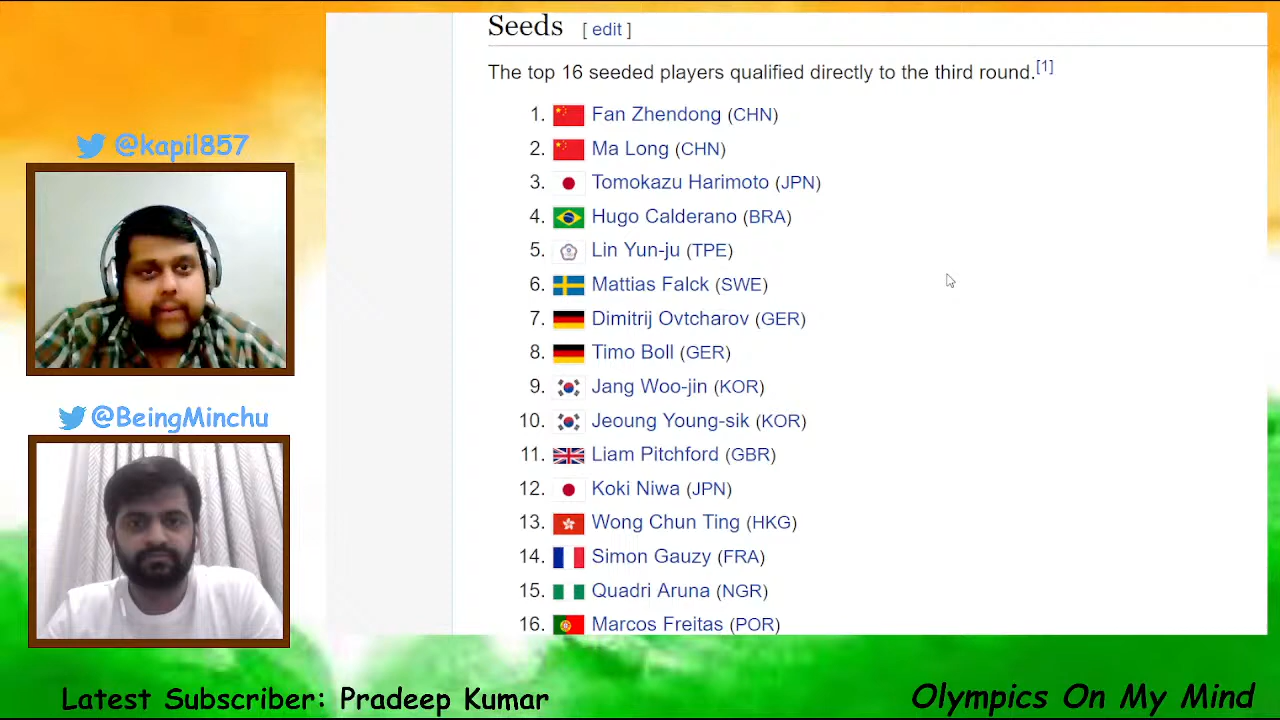 Seeds [ edit ]
The top 16 seeded players qualified directly to the third round.[1]
1. Fan Zhendong (CHN)
2. Ma Long (CHN)
3. Tomokazu Harimoto (JPN)
4. Hugo Calderano (BRA)
5. Lin Yun-ju (TPE)
6. Mattias Falck (SWE)
7. Dimitrij Ovtcharov (GER)
8. Timo Boll (GER)
9. Jang Woo-jin (KOR)
10. Jeoung Young-sik (KOR)
11. Liam Pitchford (GBR)
12. Koki Niwa (JPN)
13. Wong Chun Ting (HKG)
14. Simon Gauzy (FRA)
15. Quadri Aruna (NGR)
16. Marcos Freitas (POR)
@kapil857
@BeingMinchu
Latest Subscriber: Pradeep Kumar
Olympics On My Mind